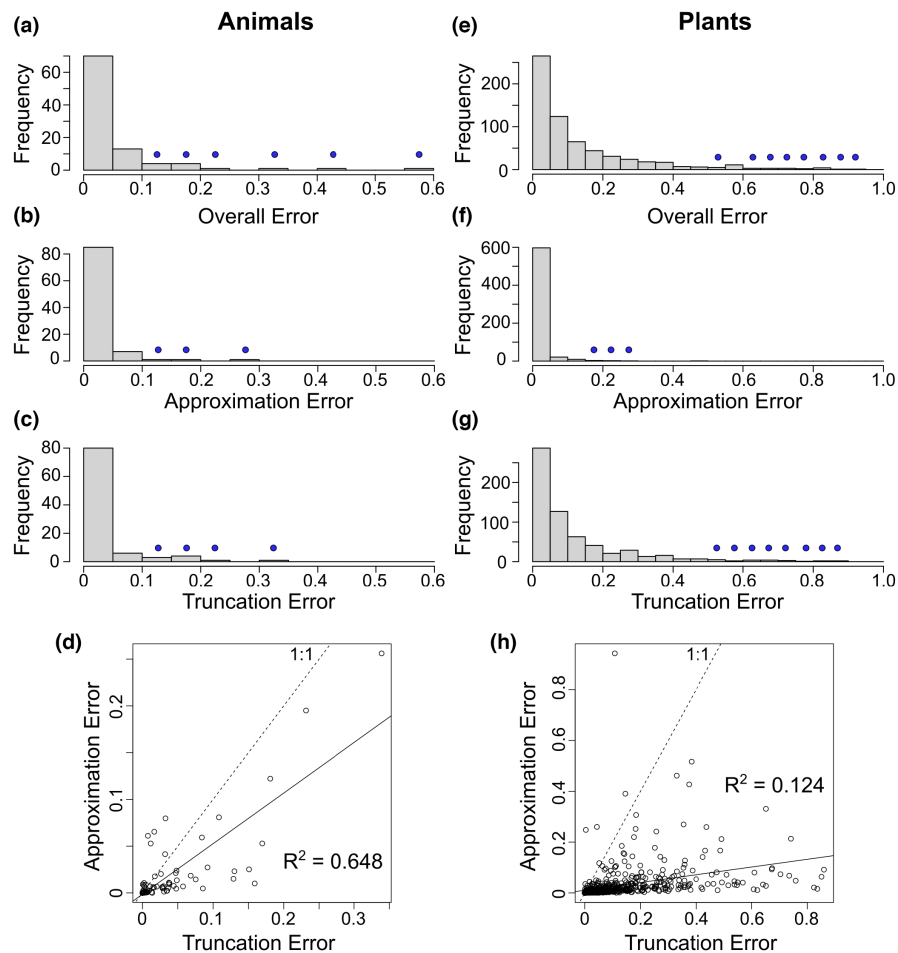 (a) Animals
Frequency
60
40
20
0
0 0.1 0.2 0.3 0.4 0.5 0.6
Overall Error
(b)
Frequency
80
60
40
20
0
0 0.1 0.2 0.3 0.4 0.5 0.6
Approximation Error
(c)
Frequency
80
60
40
20
0
0 0.1 0.2 0.3 0.4 0.5 0.6
Truncation Error
(d)
Approximation Error
0.2
0.1
0
1:1
R² = 0.648
0 0.1 0.2 0.3
Truncation Error
(e) Plants
Frequency
200
100
0
0 0.2 0.4 0.6 0.8 1.0
Overall Error
(f)
Frequency
600
400
200
0
0 0.2 0.4 0.6 0.8 1.0
Approximation Error
(g)
Frequency
200
100
0
0 0.2 0.4 0.6 0.8 1.0
Truncation Error
(h)
Approximation Error
0.8
0.6
0.4
0.2
0
1:1
R² = 0.124
0 0.2 0.4 0.6 0.8
Truncation Error